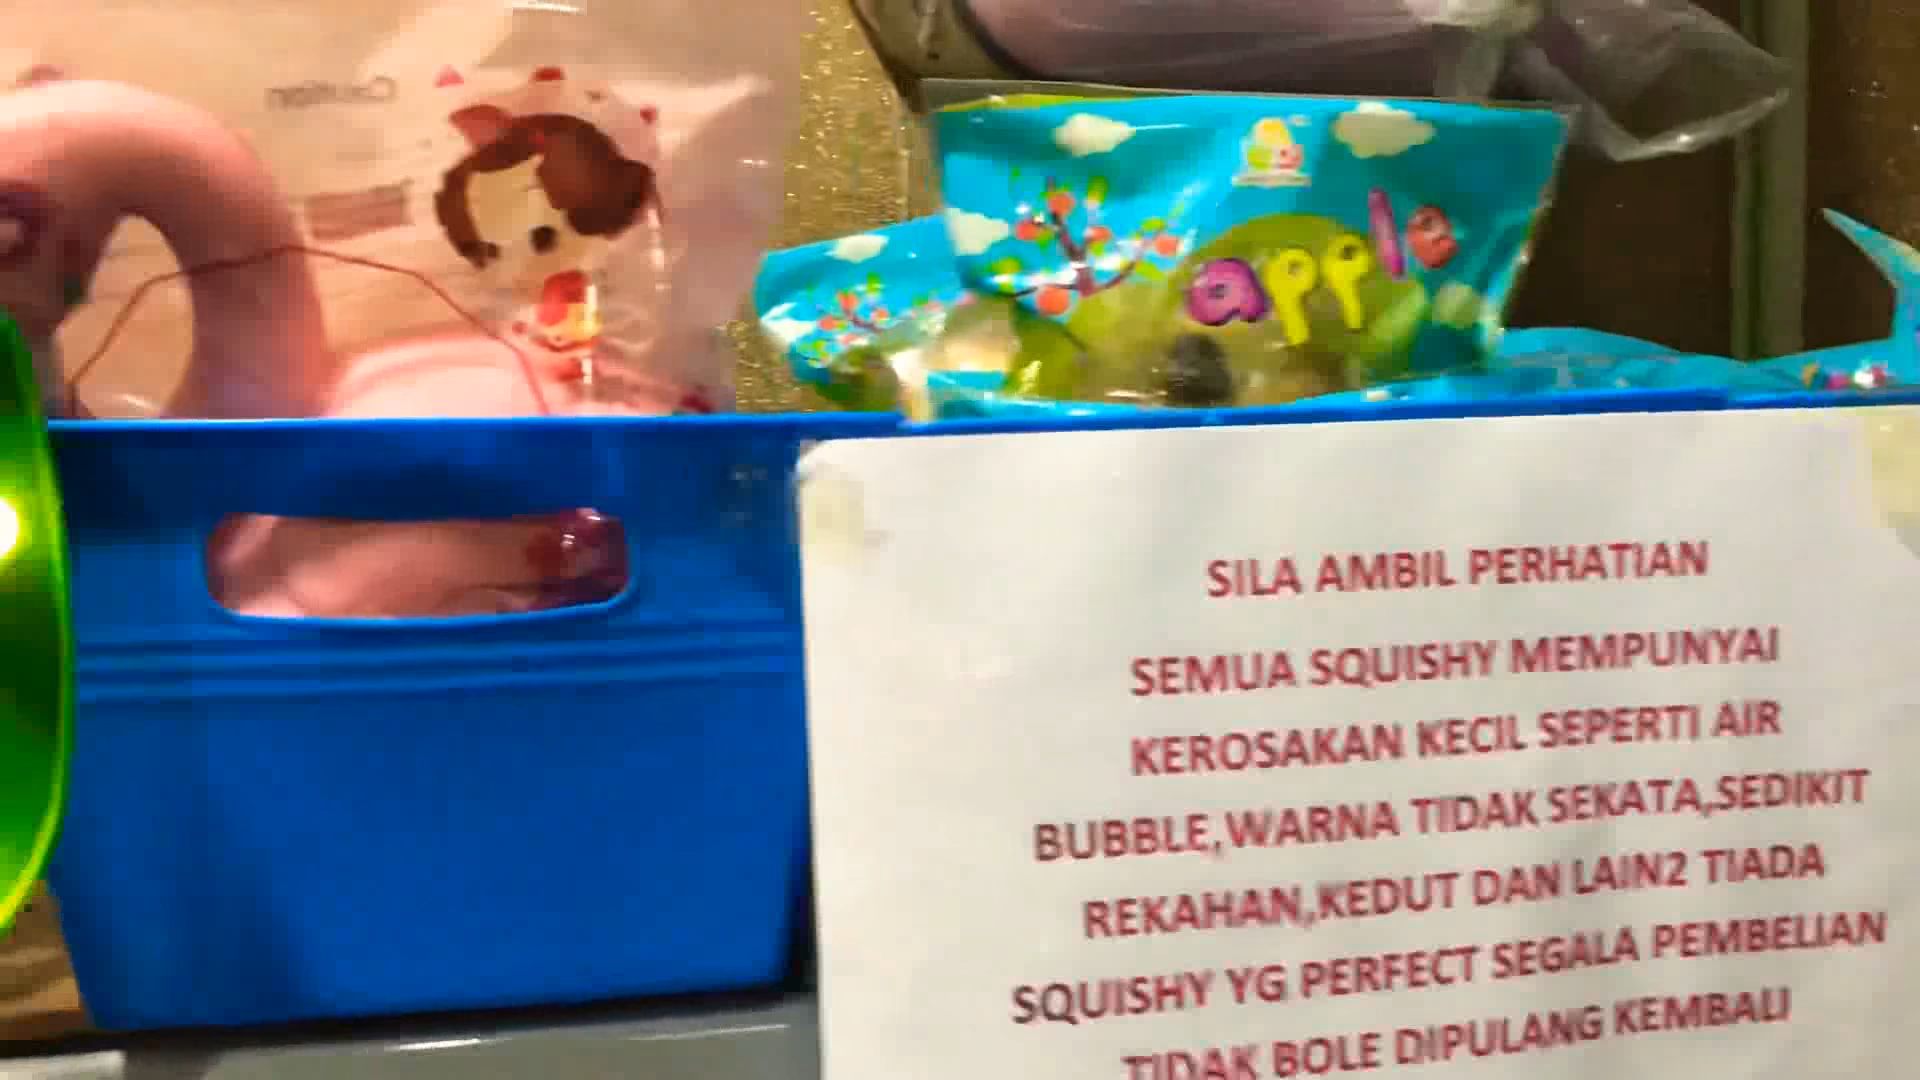 apple
SILA AMBIL PERHATIAN
SEMUA SQUISHY MEMPUNYAI
KEROSAKAN KECIL SEPERTI AIR
BUBBLE,WARNA TIDAK SEKATA,SEDIKIT
REKAHAN,KEDUT DAN LAIN2 TIADA
SQUISHY YG PERFECT SEGALA PEMBELIAN
TIDAK BOLE DIPULANG KEMBALI